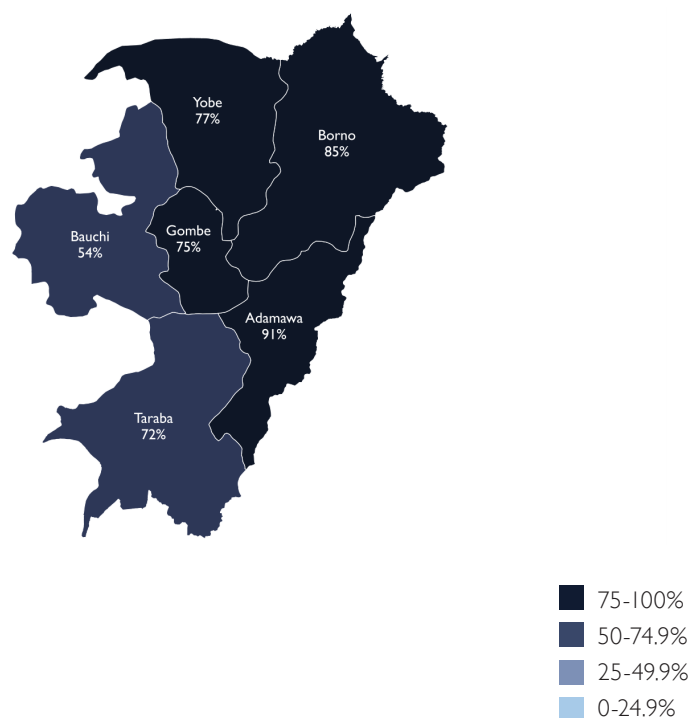 Yobe
77%
Borno
85%
Gombe
75%
Bauchi
54%
Adamawa
91%
Taraba
72%
75-100%
50-74.9%
25-49.9%
0-24.9%